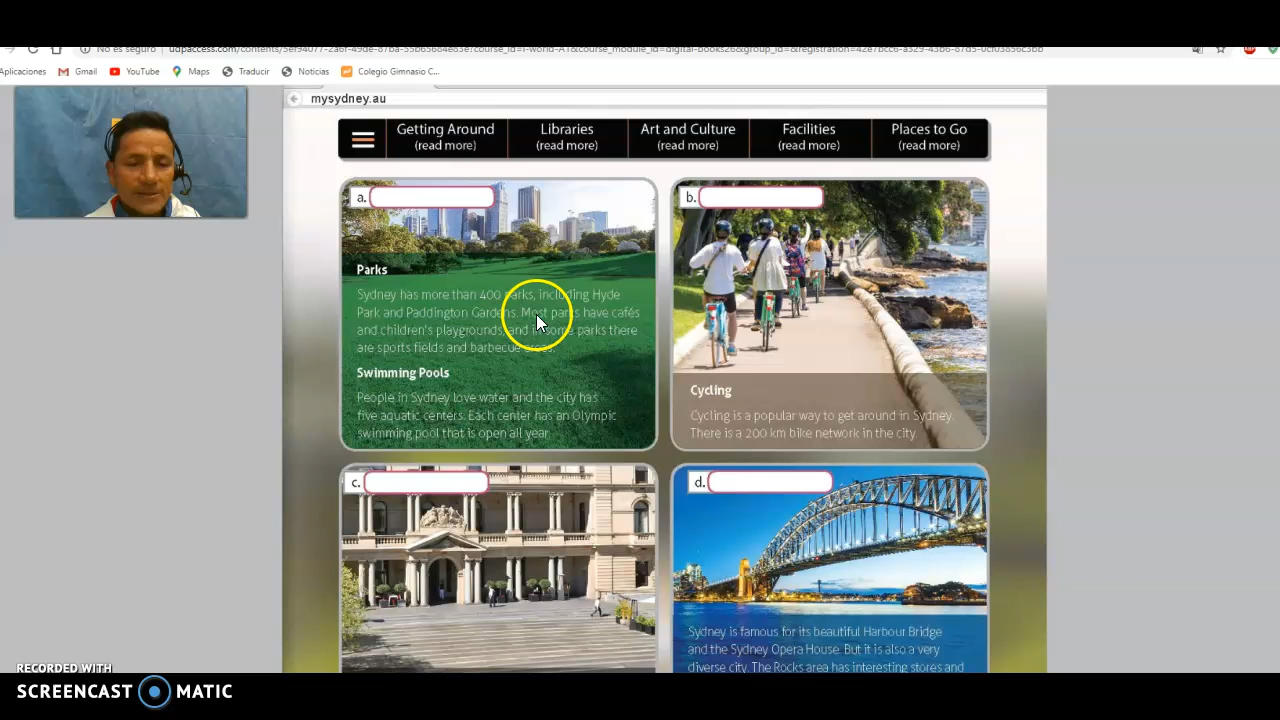 No es seguro
Aplicaciones Gmail YouTube Maps Traducir Noticias Colegio Gimnasio C...
mysydney.au
Getting Around Libraries Art and Culture Facilities Places to Go
(read more) (read more) (read more) (read more) (read more)
a.
Parks
Sydney has more than 400 parks, including Hyde
Park and Paddington Gardens. Most parks have cafés
and children's playgrounds, and in some parks there
are sports fields and barbecue areas.
Swimming Pools
People in Sydney love water and the city has
five aquatic centers. Each center has an Olympic
swimming pool that is open all year.
b.
Cycling
Cycling is a popular way to get around in Sydney.
There is a 200 km bike network in the city.
c.
d.
Sydney is famous for its beautiful Harbour Bridge
and the Sydney Opera House. But it is also a very
diverse city. The Rocks area has interesting stores and
RECORDED WITH
SCREENCAST MATIC